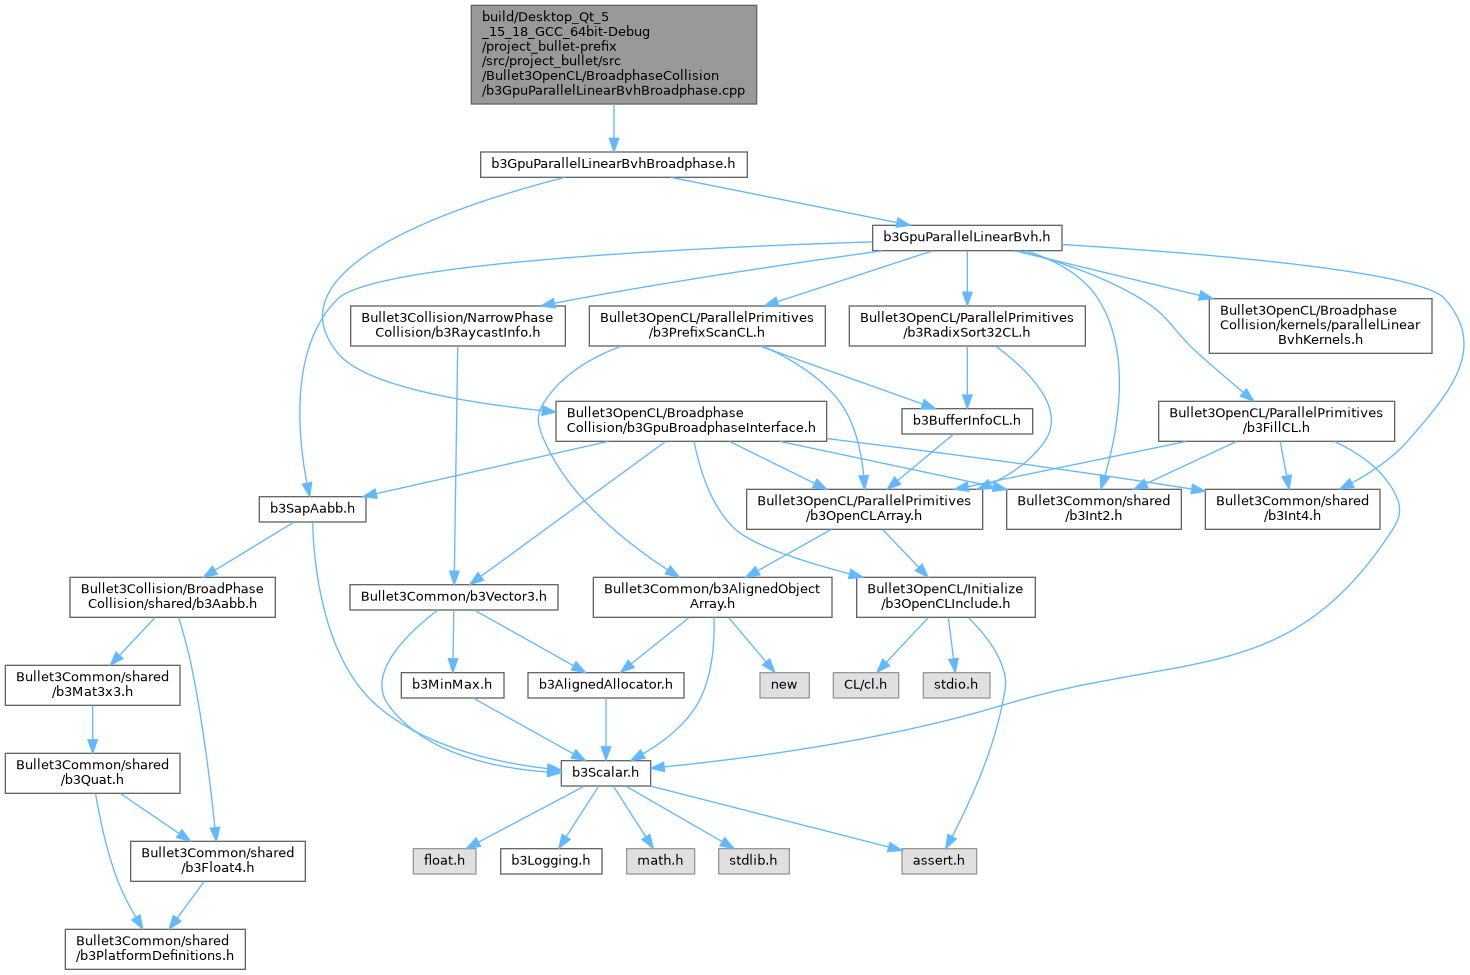 build/Desktop_Qt_5
_15_18_GCC_64bit-Debug
/project_bullet-prefix
/src/project_bullet/src
/Bullet3OpenCL/BroadphaseCollision
/b3GpuParallelLinearBvhBroadphase.cpp
b3GpuParallelLinearBvhBroadphase.h
b3GpuParallelLinearBvh.h
Bullet3Collision/NarrowPhase
Collision/b3RaycastInfo.h
Bullet3OpenCL/ParallelPrimitives
/b3PrefixScanCL.h
Bullet3OpenCL/ParallelPrimitives
/b3RadixSort32CL.h
Bullet3OpenCL/Broadphase
Collision/kernels/parallelLinear
BvhKernels.h
Bullet3OpenCL/Broadphase
Collision/b3GpuBroadphaseInterface.h
b3BufferInfoCL.h
Bullet3OpenCL/ParallelPrimitives
/b3FillCL.h
b3SapAabb.h
Bullet3OpenCL/ParallelPrimitives
/b3OpenCLArray.h
Bullet3Common/shared
/b3Int2.h
Bullet3Common/shared
/b3Int4.h
Bullet3Collision/BroadPhase
Collision/shared/b3Aabb.h
Bullet3Common/b3Vector3.h
Bullet3Common/b3AlignedObject
Array.h
Bullet3OpenCL/Initialize
/b3OpenCLInclude.h
Bullet3Common/shared
/b3Mat3x3.h
b3MinMax.h
b3AlignedAllocator.h
new
CL/cl.h
stdio.h
Bullet3Common/shared
/b3Quat.h
b3Scalar.h
Bullet3Common/shared
/b3Float4.h
float.h
b3Logging.h
math.h
stdlib.h
assert.h
Bullet3Common/shared
/b3PlatformDefinitions.h